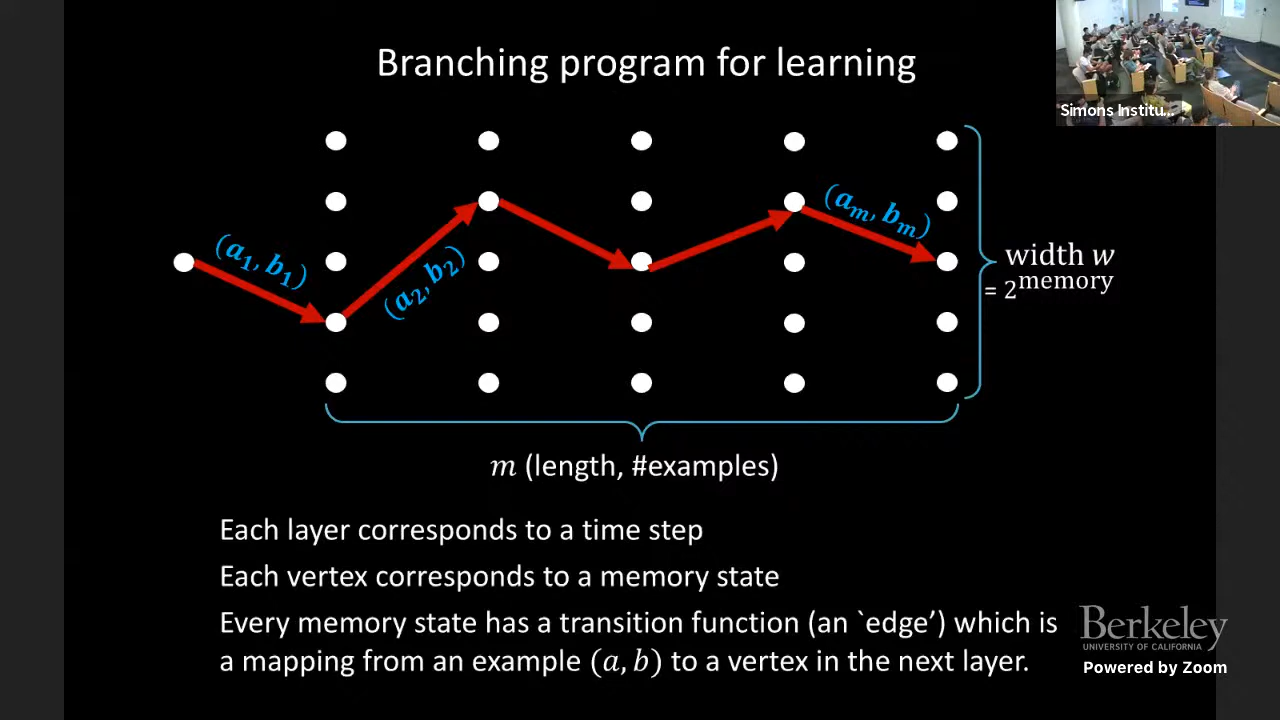 Branching program for learning
Simons Institu...
(a₁, b₁)
(a₂, b₂)
(aₘ, bₘ)
width w
= 2^memory
m (length, #examples)
Each layer corresponds to a time step
Each vertex corresponds to a memory state
Every memory state has a transition function (an `edge’) which is
a mapping from an example (a, b) to a vertex in the next layer.
Berkeley
UNIVERSITY OF CALIFORNIA
Powered by Zoom